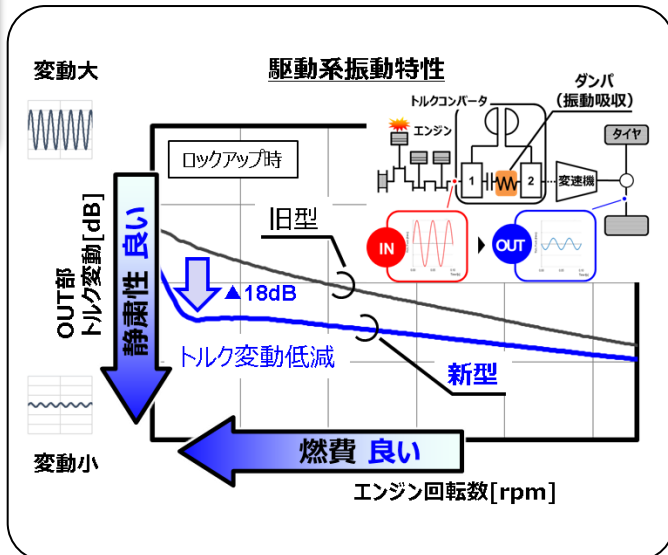 変動大
駆動系振動特性
ダンパ
(振動吸収)
トルクコンバータ
エンジン
タイヤ
ロックアップ時
1
2
変速機
IN
OUT
旧型
OUT部
トルク変動[dB]
静粛性 良い
▲18dB
トルク変動低減
新型
変動小
燃費 良い
エンジン回転数[rpm]